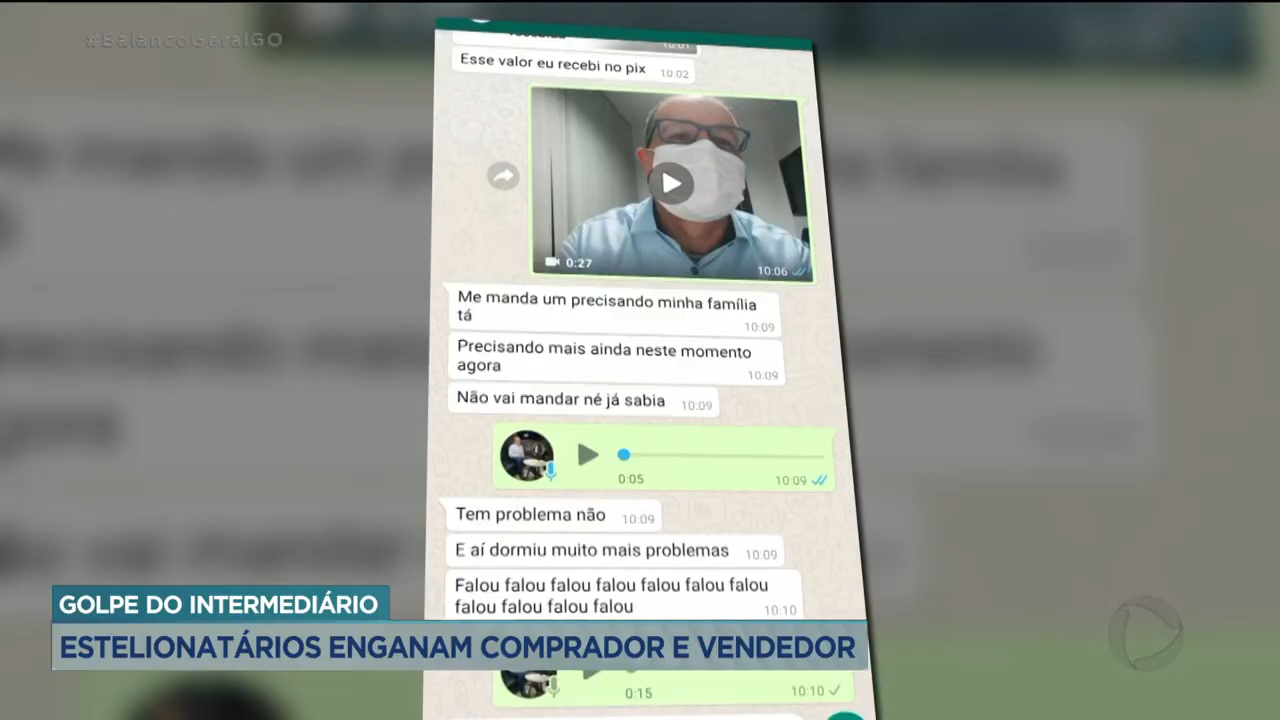 #BalancoGeralGO
10:01
Esse valor eu recebi no pix 10:02
0:27 10:06
Me manda um precisando minha família
tá
10:09
Precisando mais ainda neste momento
agora
10:09
Não vai mandar né já sabia 10:09
0:05 10:09
Tem problema não 10:09
E aí dormiu muito mais problemas 10:09
Falou falou falou falou falou falou falou
falou falou falou falou 10:10
GOLPE DO INTERMEDIÁRIO
ESTELIONATÁRIOS ENGANAM COMPRADOR E VENDEDOR
0:15 10:10